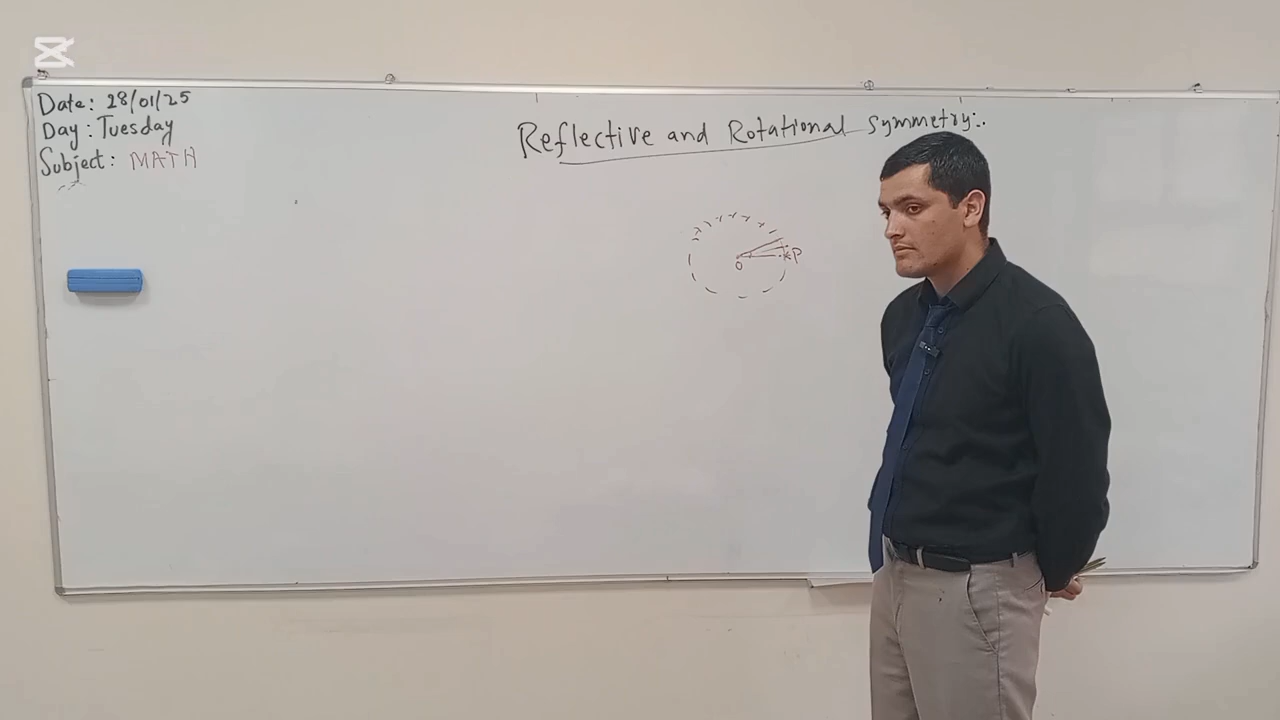 Date: 28/01/25
Day: Tuesday
Subject: MATH
Reflective and Rotational Symmetry:.
O
P